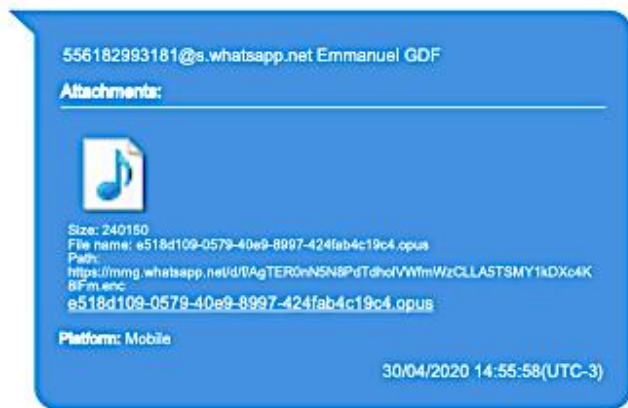 556182993181@s.whatsapp.net Emmanuel GDF
Attachments:
Size: 240150
File name: e518d109-0579-40e9-8997-424fab4c19c4.opus
Path:
https://mmg.whatsapp.net/d/f/AgTER0nN5N8PdTdholVWfmWzCLLA5TSMY1kDXc4K
8lFm.enc
e518d109-0579-40e9-8997-424fab4c19c4.opus
Platform: Mobile
30/04/2020 14:55:58(UTC-3)